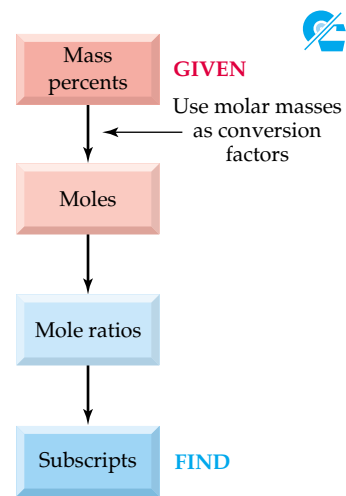 Mass
percents
GIVEN
Use molar masses
as conversion
factors
Moles
Mole ratios
Subscripts
FIND